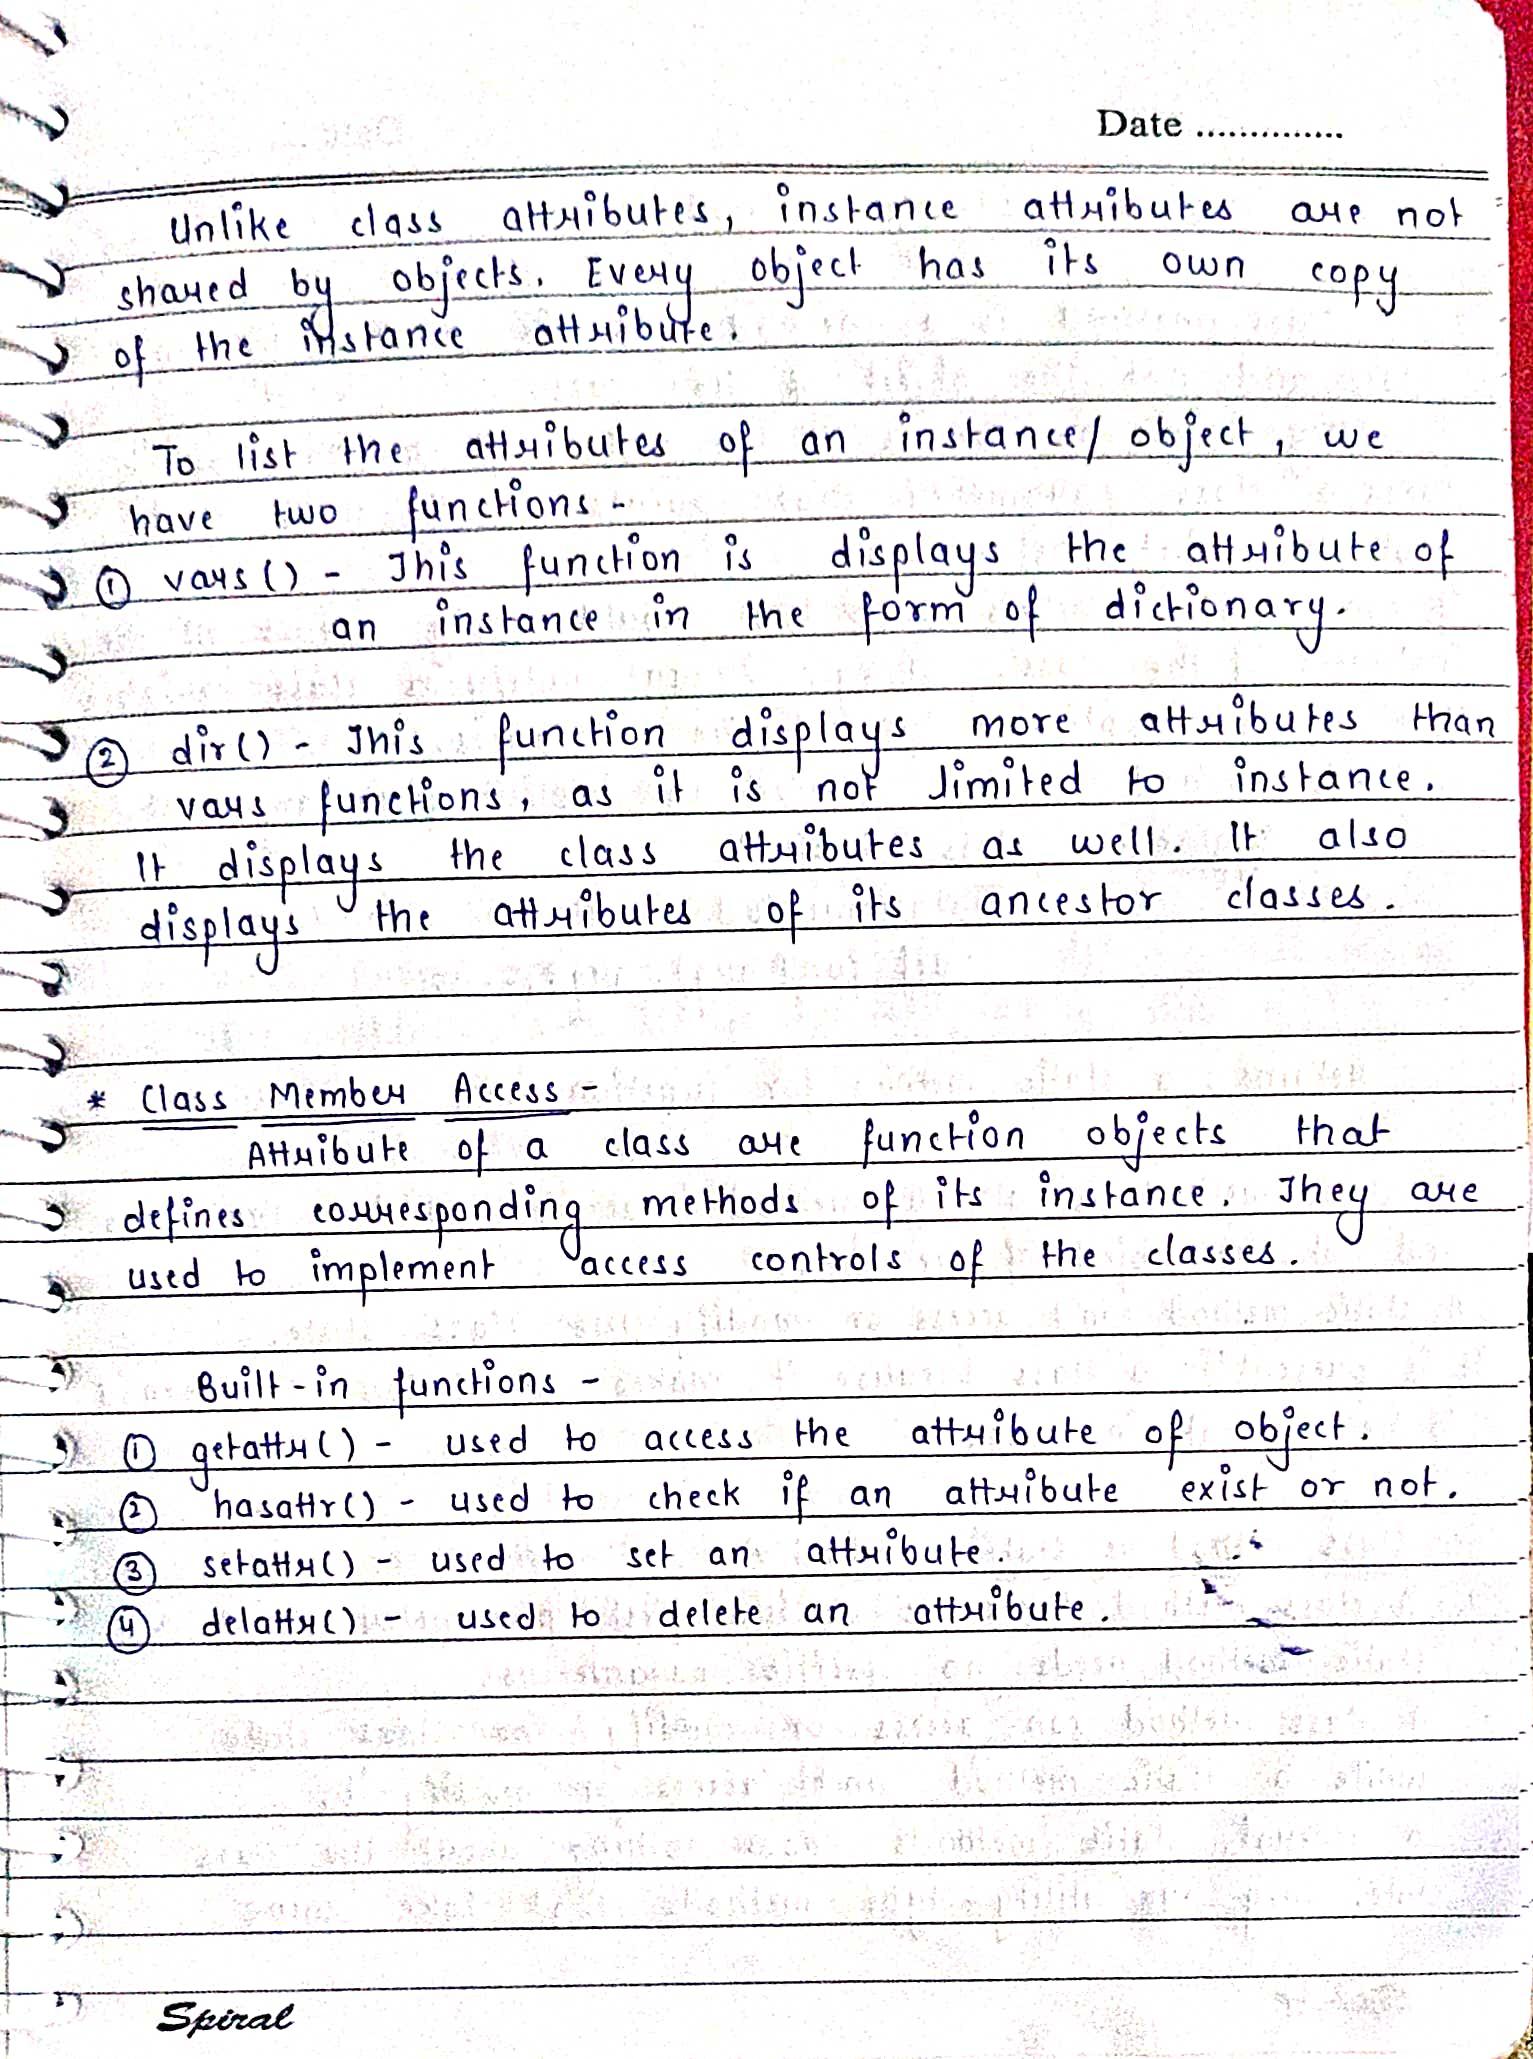 Date ..............
Unlike class attributes, instance attributes are not
shared by objects. Every object has its own copy
of the instance attribute.
To list the attributes of an instance/object, we
have two functions -
① vars() - This function is displays the attribute of
an instance in the form of dictionary.
② dir() - This function displays more attributes than
vars functions, as it is not limited to instance.
It displays the class attributes as well. It also
displays the attributes of its ancestor classes.
* Class Member Access -
Attribute of a class are function objects that
defines corresponding methods of its instance. They are
used to implement access controls of the classes.
Built-in functions -
① getattr() - used to access the attribute of object.
② hasattr() - used to check if an attribute exist or not.
③ setattr() - used to set an attribute.
④ delattr() - used to delete an attribute.
Spiral